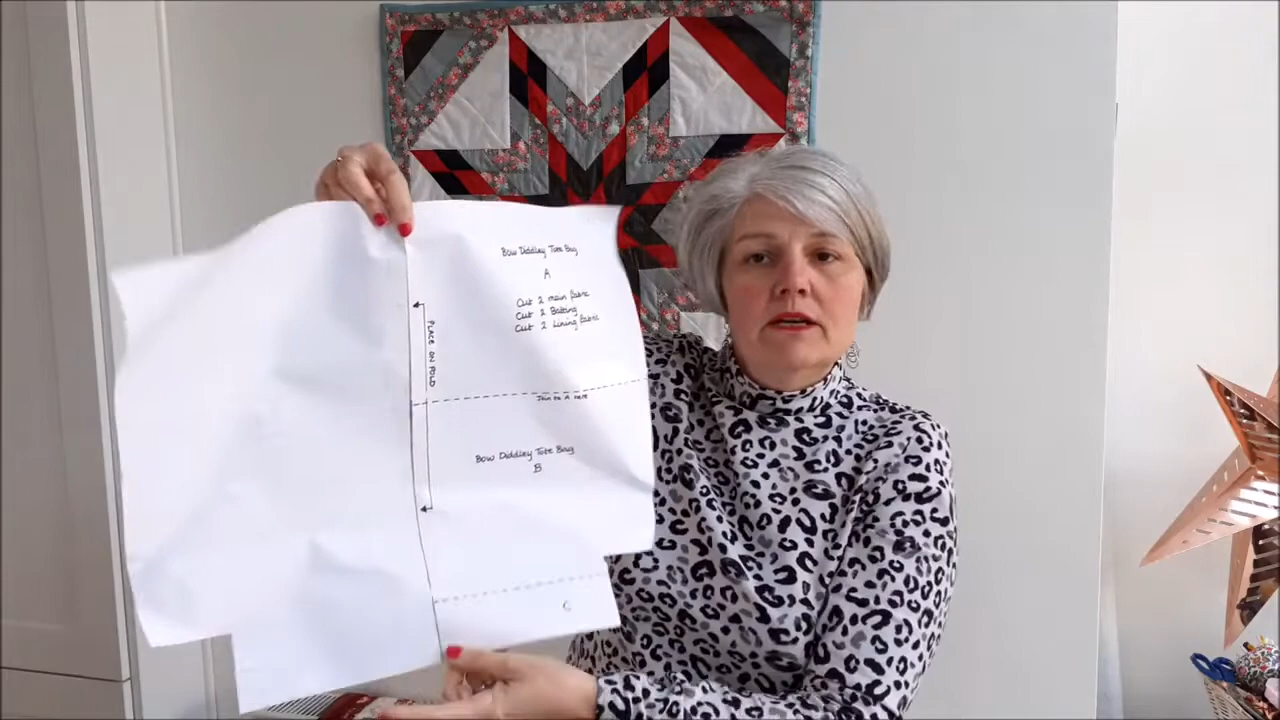 Bow Diddley Tote Bag
A
Cut 2 main fabric
Cut 2 Batting
Cut 2 Lining fabric
PLACE ON FOLD
Join to A here
Bow Diddley Tote Bag
B
C